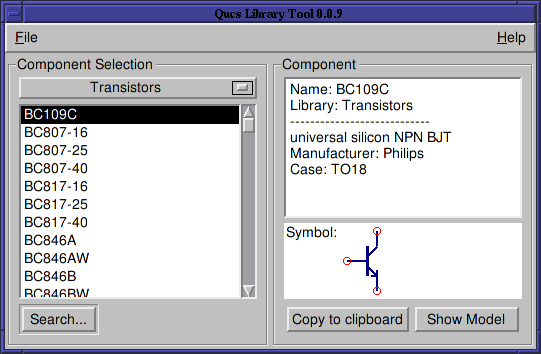 Qucs Library Tool 0.0.9
File
Help
Component Selection
Transistors
BC109C
BC807-16
BC807-25
BC807-40
BC817-16
BC817-25
BC817-40
BC846A
BC846AW
BC846B
BC846BW
Search...
Component
Name: BC109C
Library: Transistors
----------------------------
universal silicon NPN BJT
Manufacturer: Philips
Case: TO18
Symbol:
Copy to clipboard
Show Model